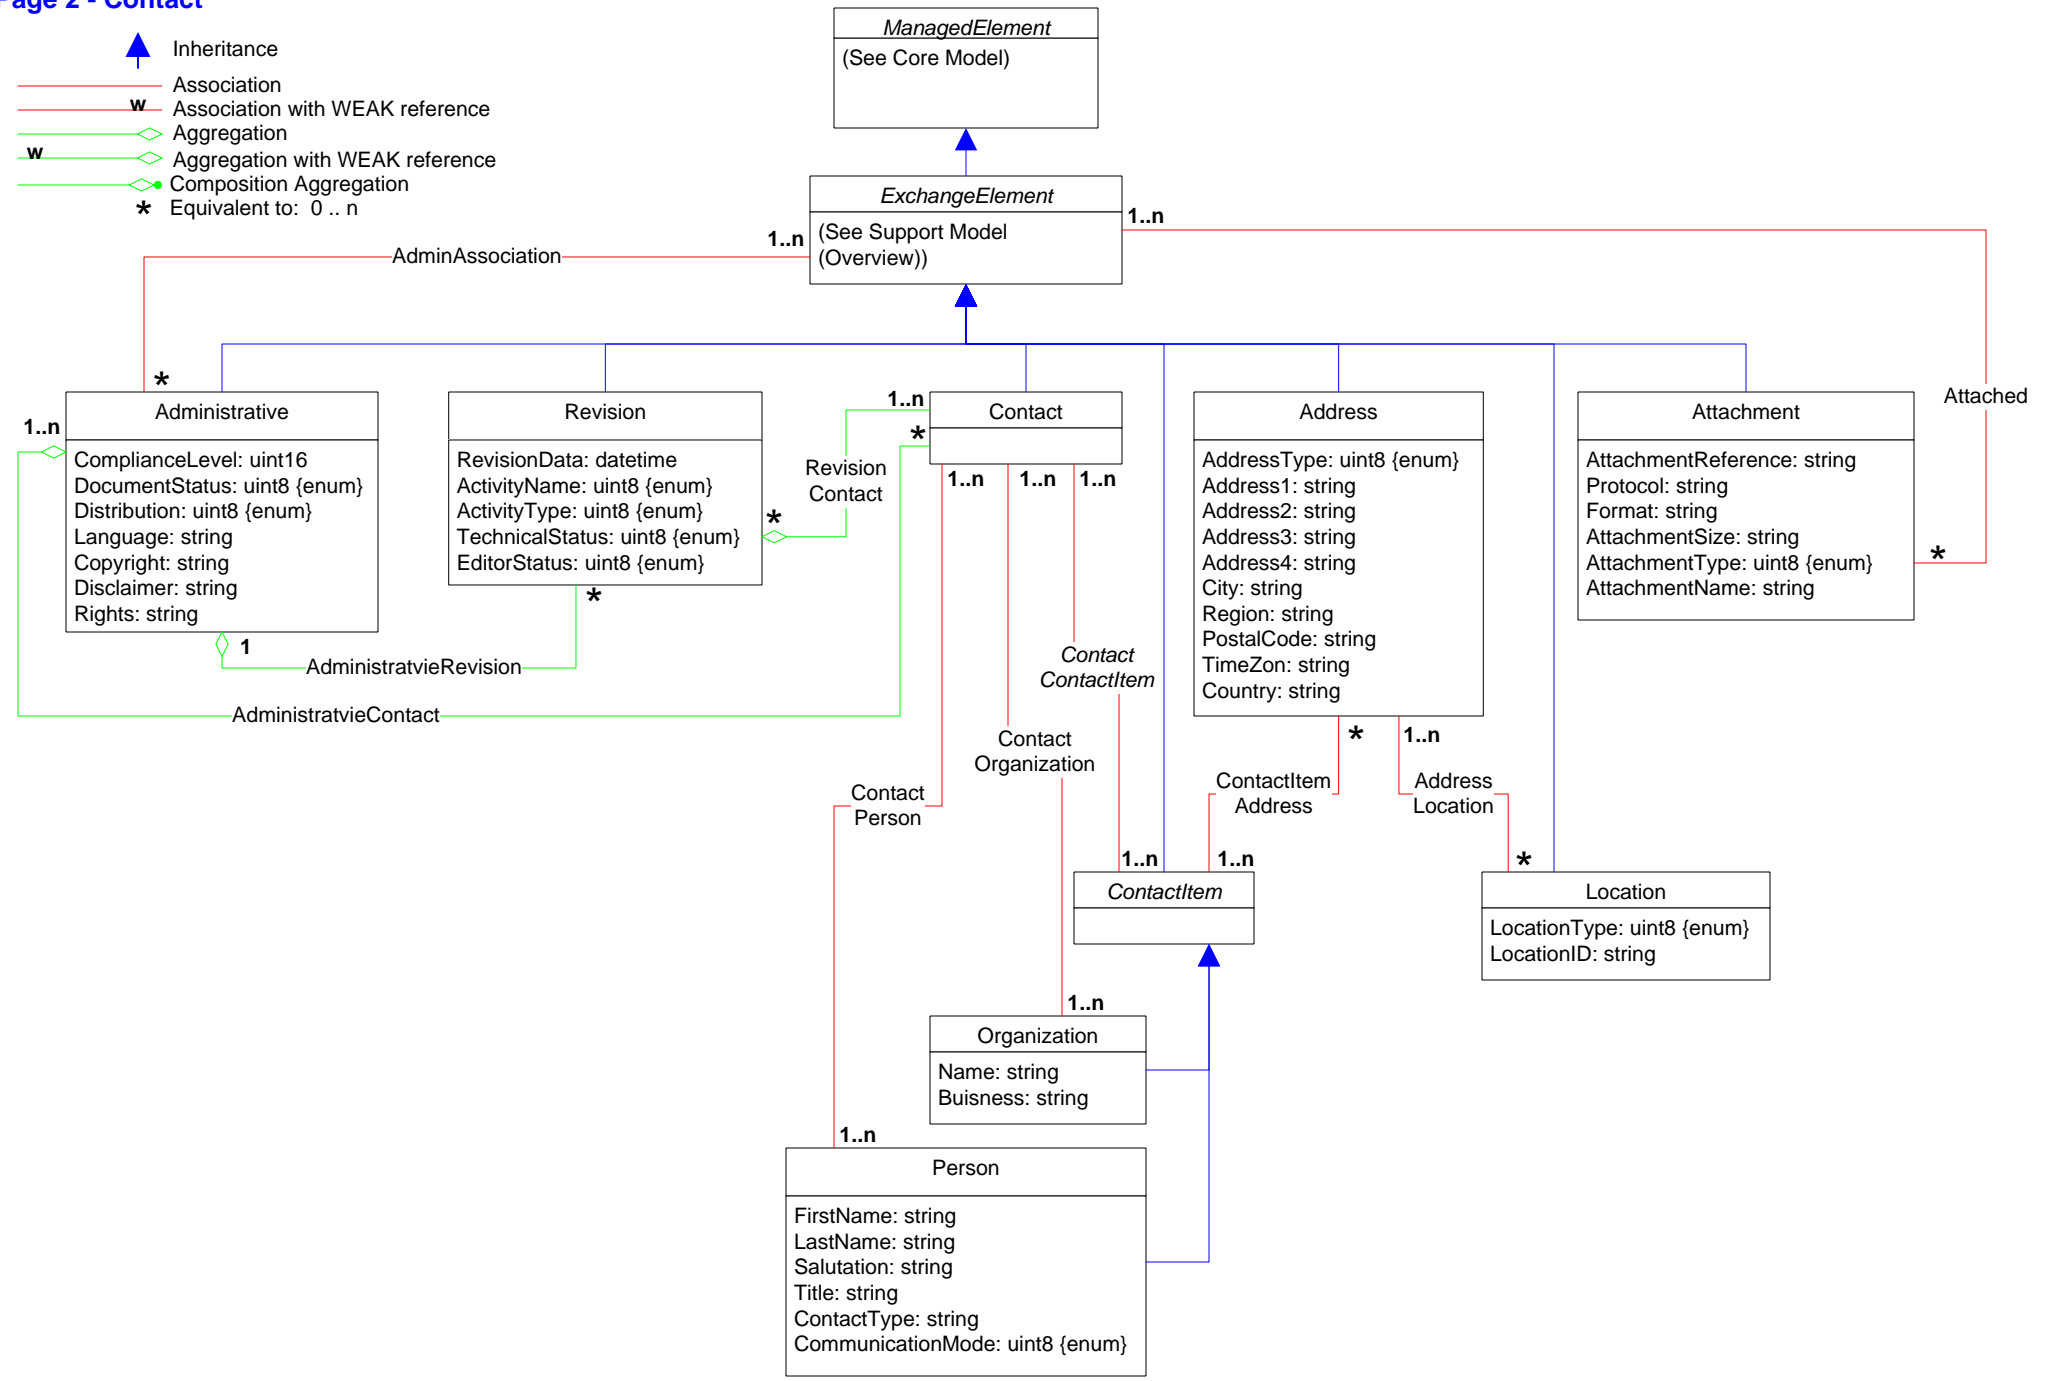 Page 2 - Contact
Inheritance
Association
w
Association with WEAK reference
Aggregation
w
Aggregation with WEAK reference
Composition Aggregation
* Equivalent to: 0 .. n
ManagedElement
(See Core Model)
ExchangeElement
(See Support Model
(Overview))
1..n
1..n
AdminAssociation
*
Attached
*
1..n
Administrative
ComplianceLevel: uint16
DocumentStatus: uint8 {enum}
Distribution: uint8 {enum}
Language: string
Copyright: string
Disclaimer: string
Rights: string
1
AdministratvieRevision
AdministratvieContact
Revision
RevisionData: datetime
ActivityName: uint8 {enum}
ActivityType: uint8 {enum}
TechnicalStatus: uint8 {enum}
EditorStatus: uint8 {enum}
*
*
Revision
Contact
1..n
*
Contact
1..n
1..n
1..n
Contact
ContactItem
Contact
Organization
Contact
Person
Address
AddressType: uint8 {enum}
Address1: string
Address2: string
Address3: string
Address4: string
City: string
Region: string
PostalCode: string
TimeZon: string
Country: string
*
1..n
ContactItem
Address
Address
Location
Attachment
AttachmentReference: string
Protocol: string
Format: string
AttachmentSize: string
AttachmentType: uint8 {enum}
AttachmentName: string
1..n
1..n
*
ContactItem
Location
LocationType: uint8 {enum}
LocationID: string
1..n
Organization
Name: string
Buisness: string
1..n
Person
FirstName: string
LastName: string
Salutation: string
Title: string
ContactType: string
CommunicationMode: uint8 {enum}